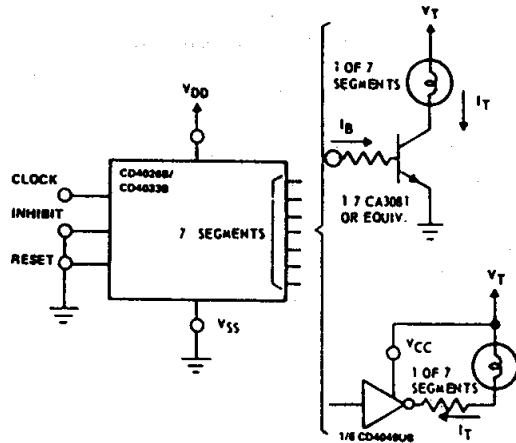 VT
1 OF 7
SEGMENTS
IT
VDD
IB
CD4026B/
CD4033B
CLOCK
INHIBIT
RESET
7 SEGMENTS
1 7 CA3081
OR EQUIV.
VSS
VT
VCC
1 OF 7
SEGMENTS
IT
1/6 CD4049UB